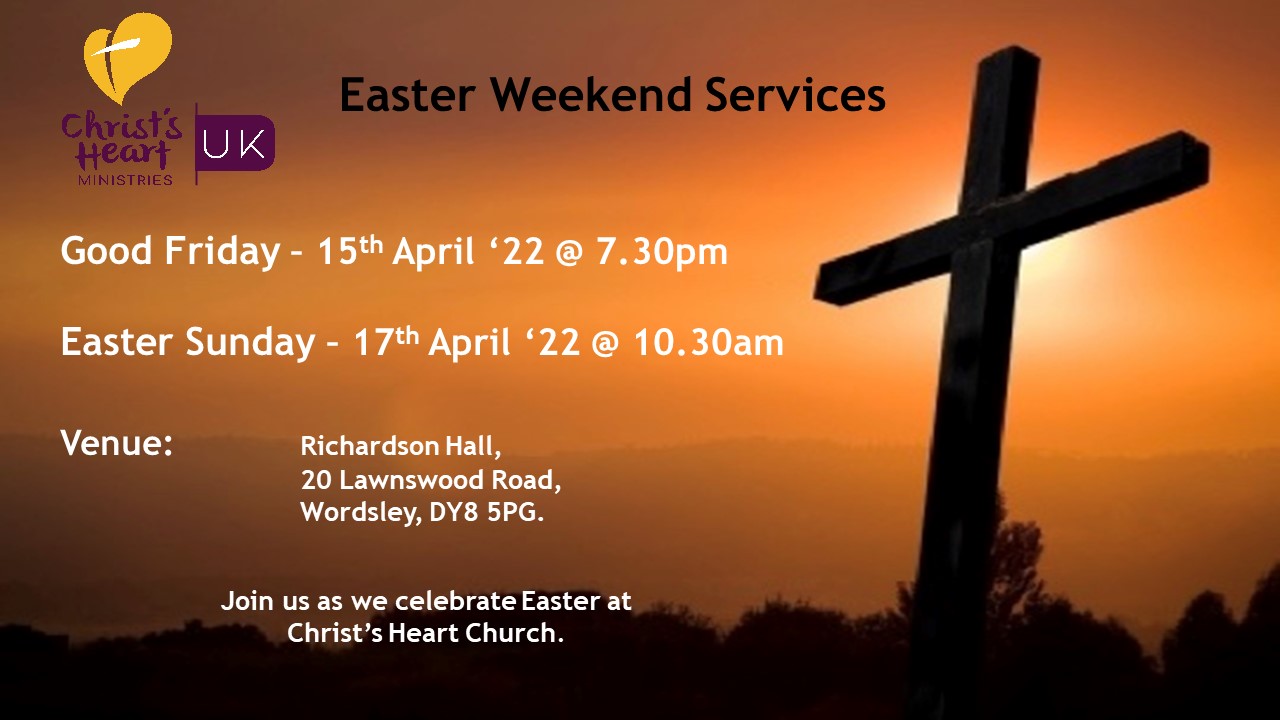 Christ's
Heart
MINISTRIES
UK
Easter Weekend Services
Good Friday – 15th April ‘22 @ 7.30pm
Easter Sunday – 17th April ‘22 @ 10.30am
Venue: Richardson Hall,
20 Lawnswood Road,
Wordsley, DY8 5PG.
Join us as we celebrate Easter at
Christ’s Heart Church.